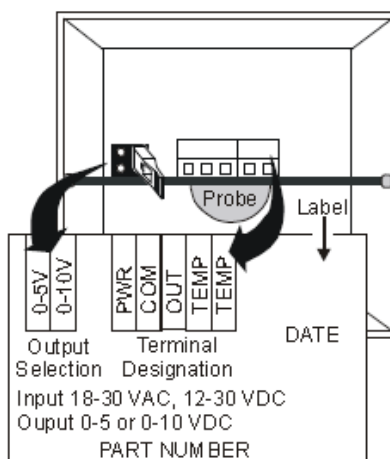 Probe
Label
0-5V
0-10V
PWR
COM
OUT
TEMP
TEMP
Output
Selection
Terminal
Designation
DATE
Input 18-30 VAC, 12-30 VDC
Ouput 0-5 or 0-10 VDC
PART NUMBER